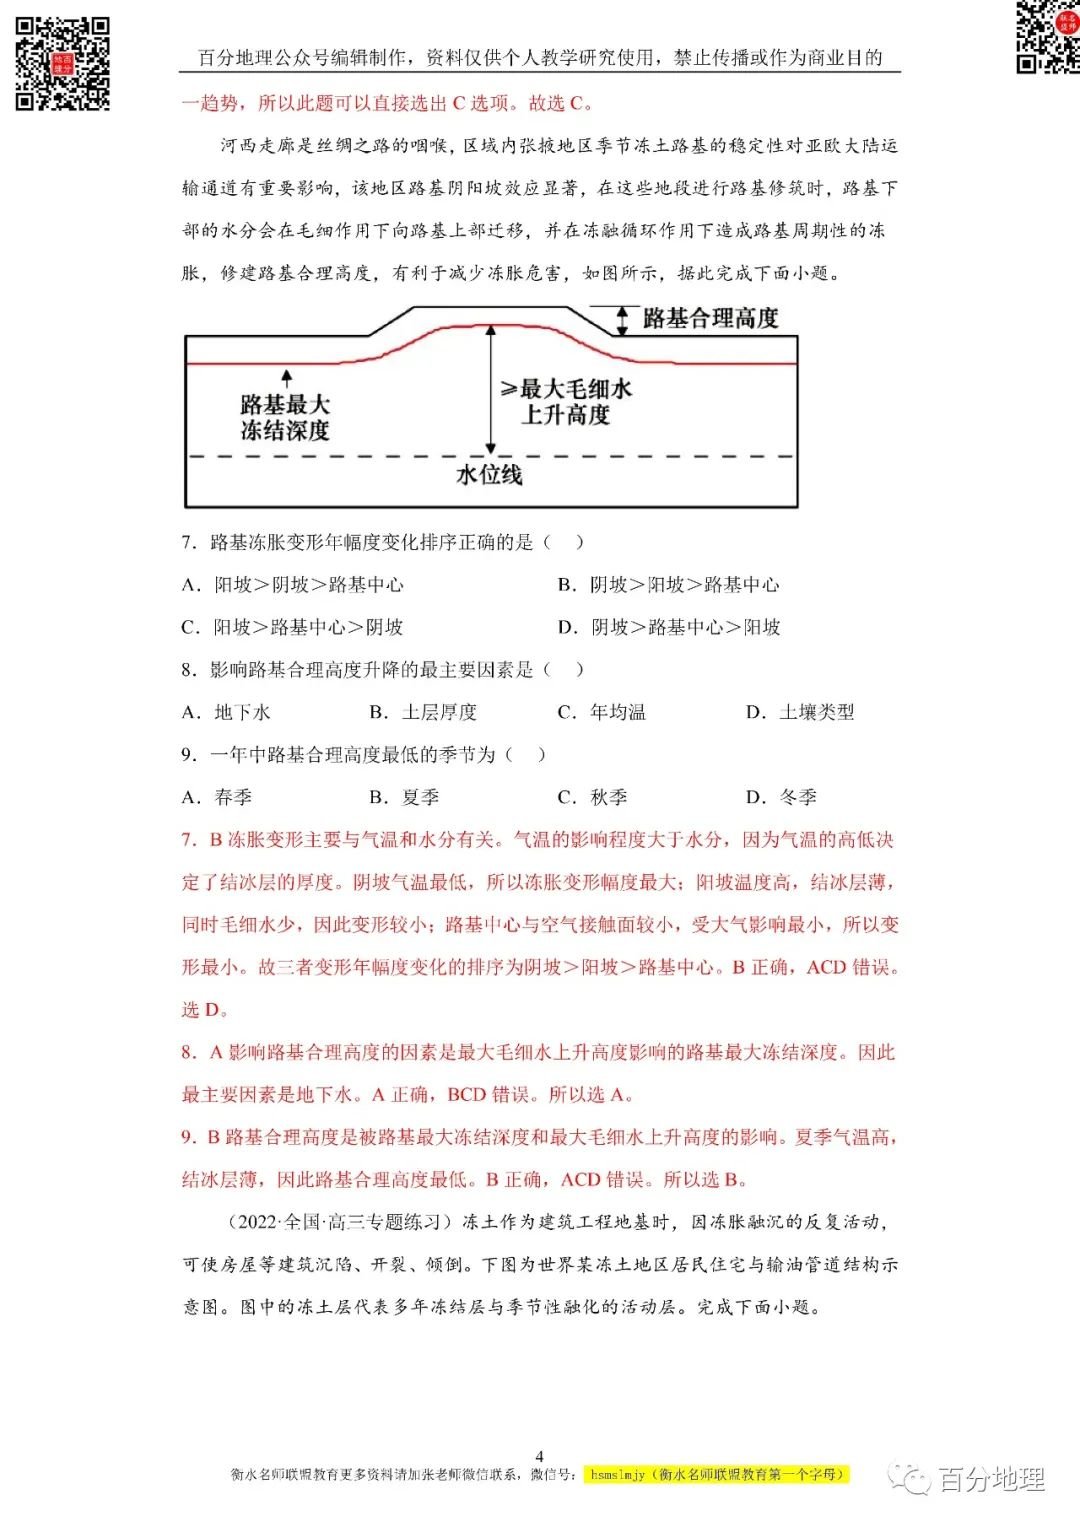 百分地理公众号编辑制作，资料仅供个人教学研究使用，禁止传播或作为商业目的
一趋势，所以此题可以直接选出 C 选项。故选 C。
河西走廊是丝绸之路的咽喉，区域内张掖地区季节冻土路基的稳定性对亚欧大陆运
输通道有重要影响，该地区路基阴阳坡效应显著，在这些地段进行路基修筑时，路基下
部的水分会在毛细作用下向路基上部迁移，并在冻融循环作用下造成路基周期性的冻
胀，修建路基合理高度，有利于减少冻胀危害，如图所示，据此完成下面小题。
路基合理高度
路基最大
冻结深度
≥最大毛细水
上升高度
水位线
7．路基冻胀变形年幅度变化排序正确的是（　）
A．阳坡＞阴坡＞路基中心 B．阴坡＞阳坡＞路基中心
C．阳坡＞路基中心＞阴坡 D．阴坡＞路基中心＞阳坡
8．影响路基合理高度升降的最主要因素是（　）
A．地下水 B．土层厚度 C．年均温 D．土壤类型
9．一年中路基合理高度最低的季节为（　）
A．春季 B．夏季 C．秋季 D．冬季
7．B 冻胀变形主要与气温和水分有关。气温的影响程度大于水分，因为气温的高低决
定了结冰层的厚度。阴坡气温最低，所以冻胀变形幅度最大；阳坡温度高，结冰层薄，
同时毛细水少，因此变形较小；路基中心与空气接触面较小，受大气影响最小，所以变
形最小。故三者变形年幅度变化的排序为阴坡＞阳坡＞路基中心。B 正确，ACD 错误。
选 D。
8．A 影响路基合理高度的因素是最大毛细水上升高度影响的路基最大冻结深度。因此
最主要因素是地下水。A 正确，BCD 错误。所以选 A。
9．B 路基合理高度是被路基最大冻结深度和最大毛细水上升高度的影响。夏季气温高，
结冰层薄，因此路基合理高度最低。B 正确，ACD 错误。所以选 B。
（2022·全国·高三专题练习）冻土作为建筑工程地基时，因冻胀融沉的反复活动，
可使房屋等建筑沉陷、开裂、倾倒。下图为世界某冻土地区居民住宅与输油管道结构示
意图。图中的冻土层代表多年冻结层与季节性融化的活动层。完成下面小题。
4
衡水名师联盟教育更多资料请加张老师微信联系，微信号： hsmslmjy（衡水名师联盟教育第一个字母）
百分地理